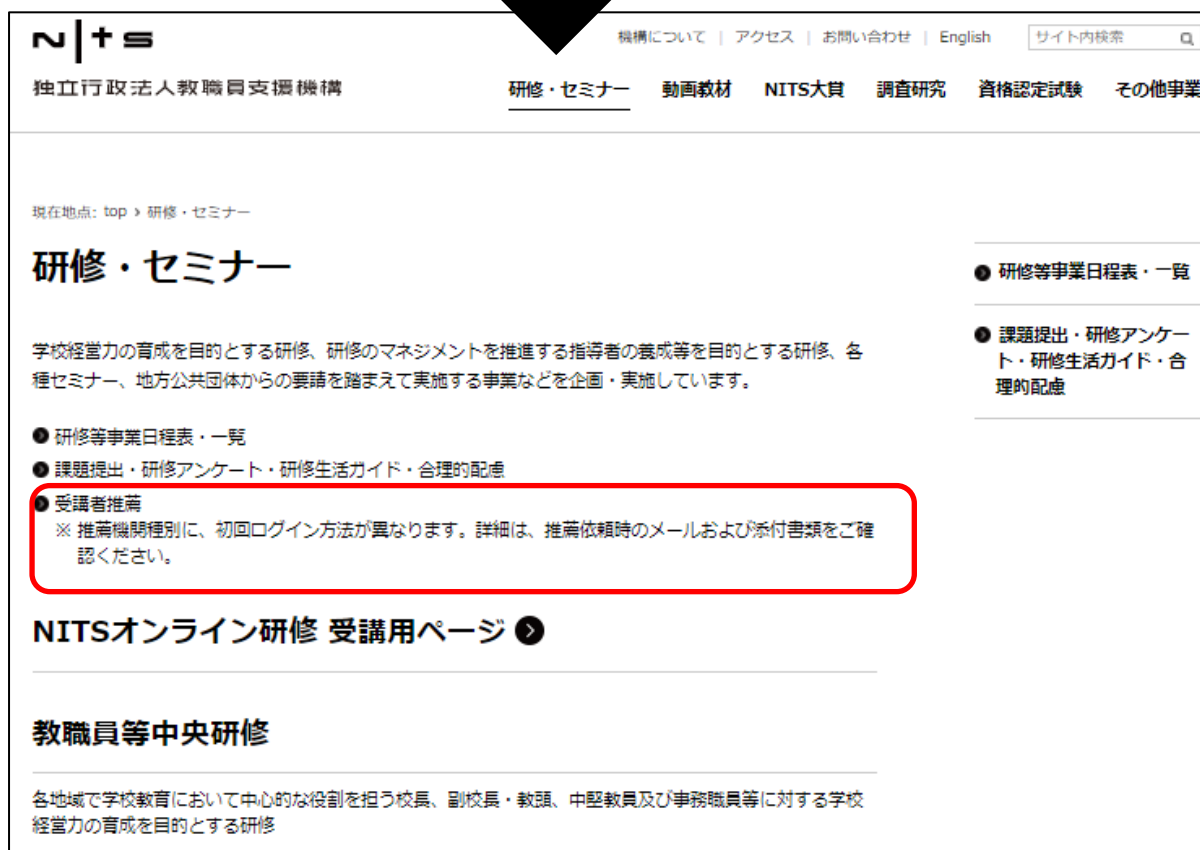 NITS
機構について | アクセス | お問い合わせ | English
サイト内検索
独立行政法人教職員支援機構
研修・セミナー 動画教材 NITS大賞 調査研究 資格認定試験 その他事業
現在地点: top › 研修・セミナー
研修・セミナー
学校経営力の育成を目的とする研修、研修のマネジメントを推進する指導者の養成等を目的とする研修、各
種セミナー、地方公共団体からの要請を踏まえて実施する事業などを企画・実施しています。
研修等事業日程表・一覧
課題提出・研修アンケート・研修生活ガイド・合理的配慮
受講者推薦
※ 推薦機関種別に、初回ログイン方法が異なります。詳細は、推薦依頼時のメールおよび添付書類をご確
認ください。
NITSオンライン研修 受講用ページ
教職員等中央研修
各地域で学校教育において中心的な役割を担う校長、副校長・教頭、中堅教員及び事務職員等に対する学校
経営力の育成を目的とする研修
研修等事業日程表・一覧
課題提出・研修アンケー
ト・研修生活ガイド・合
理的配慮